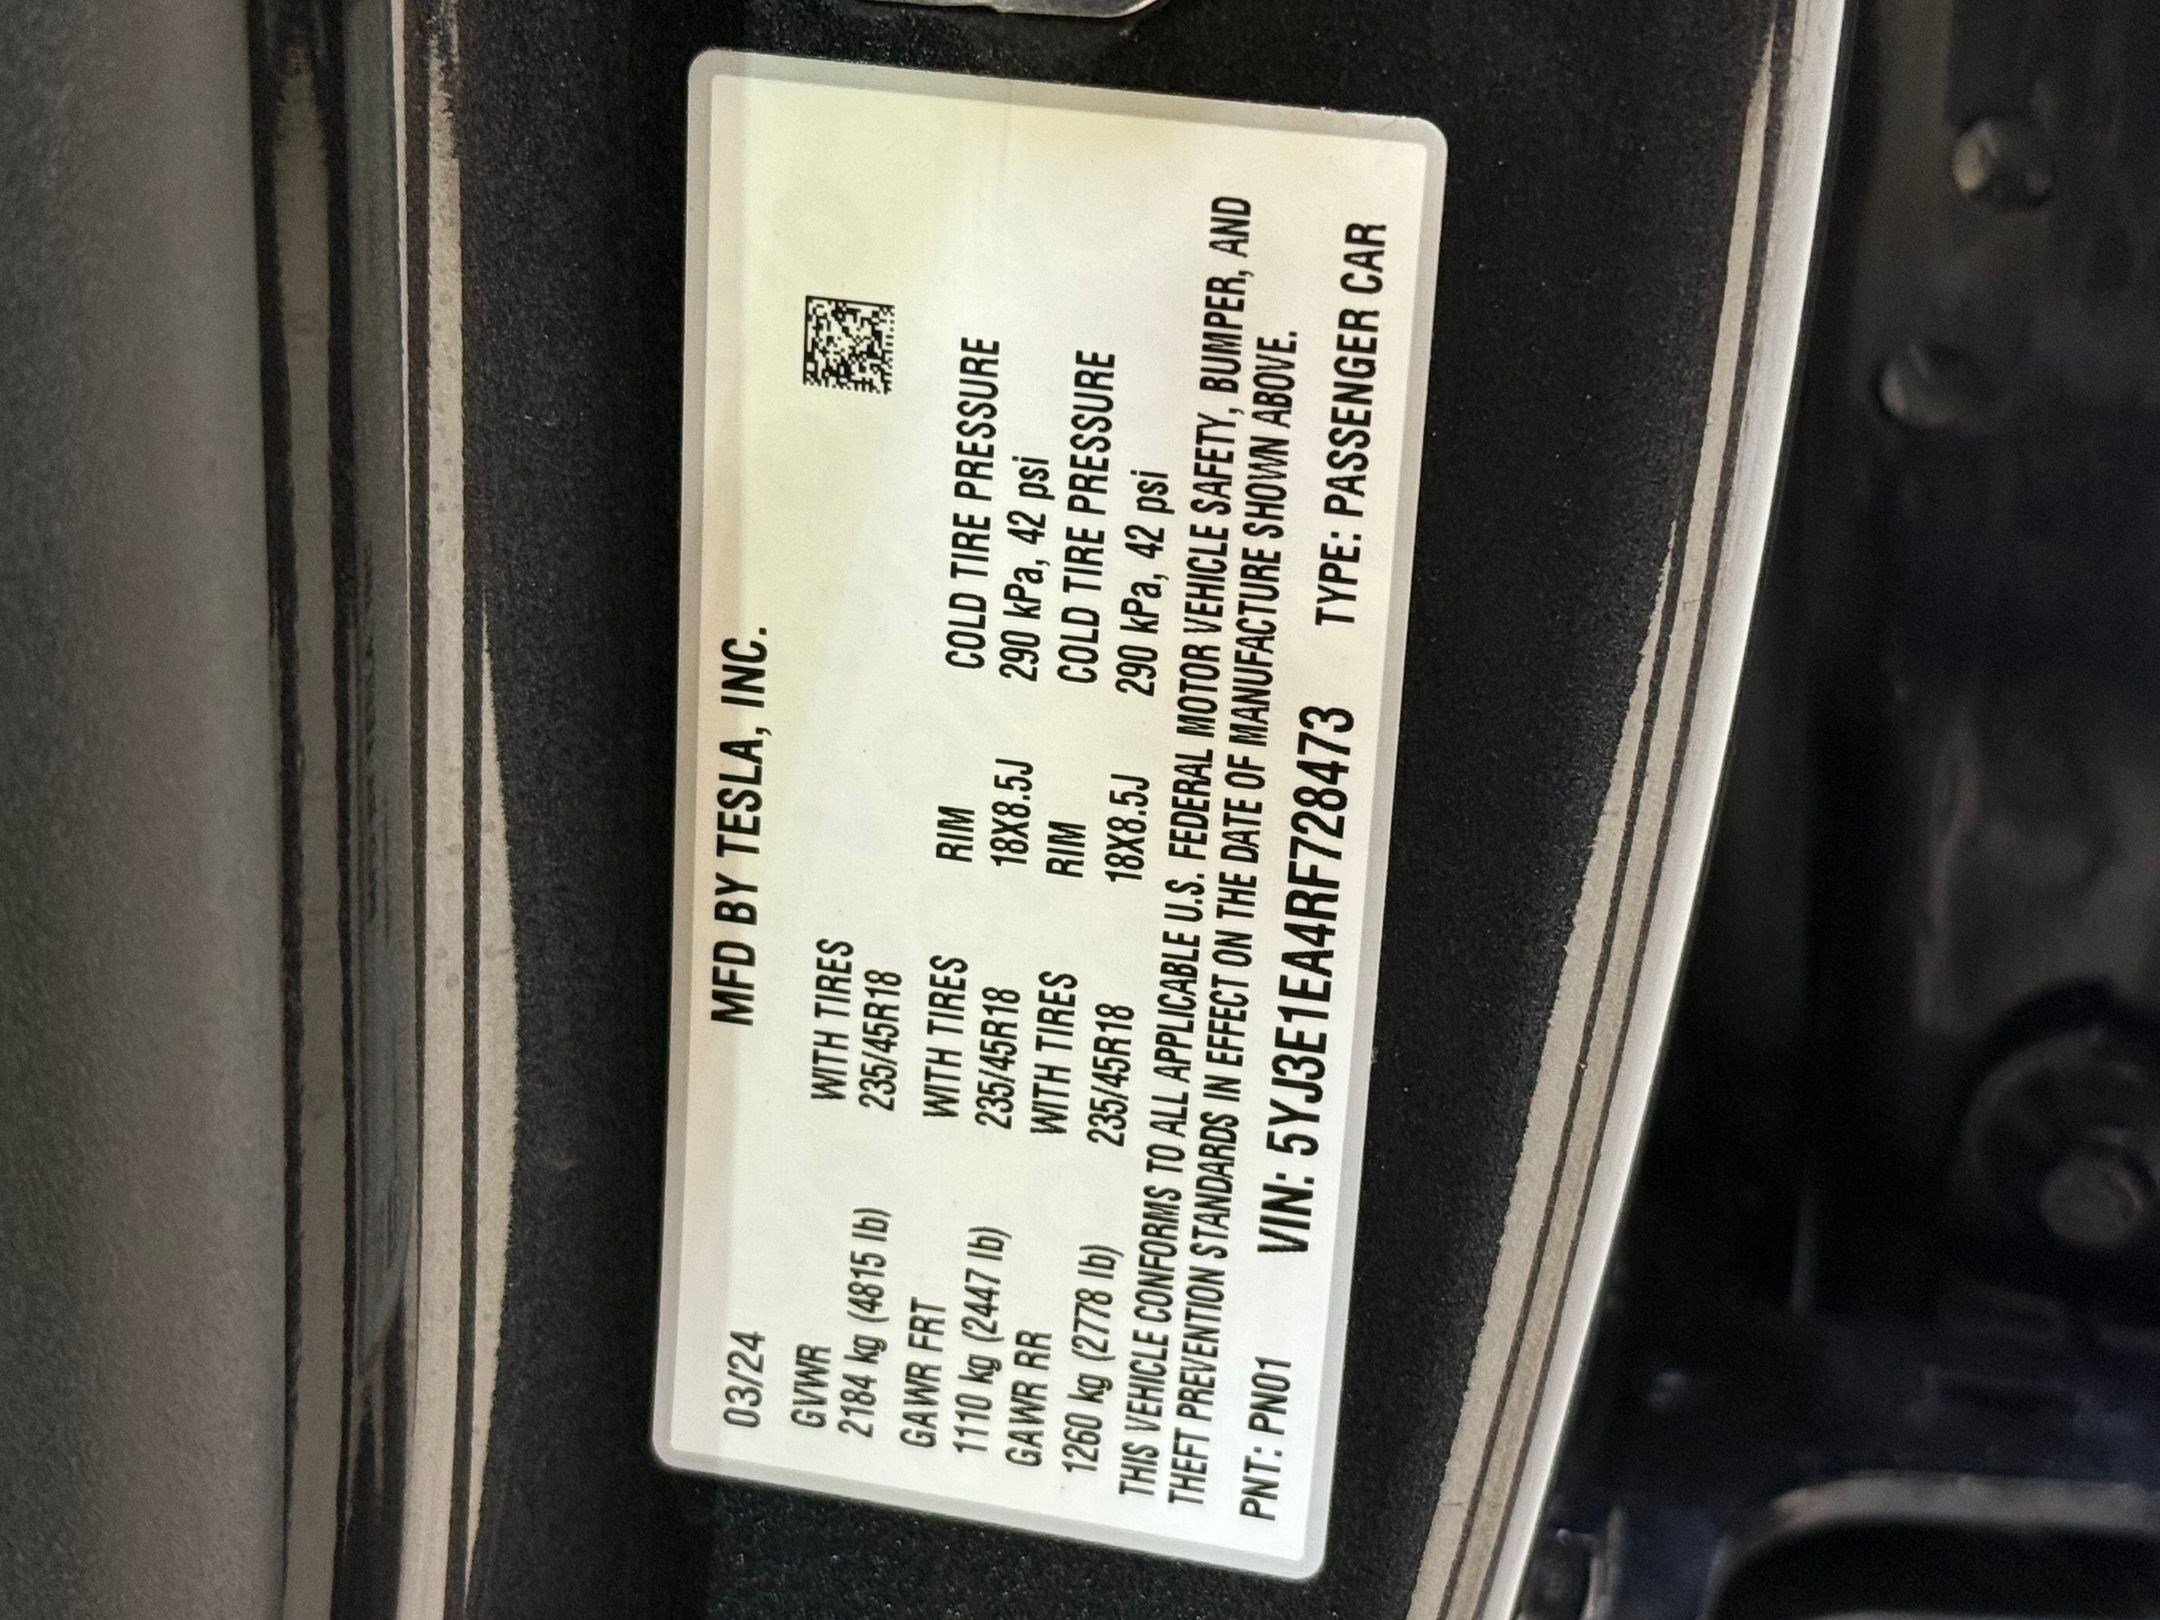 03/24 MFD BY TESLA, INC.
GVWR WITH TIRES
2184 kg (4815 lb) 235/45R18
GAWR FRT WITH TIRES RIM COLD TIRE PRESSURE
1110 kg (2447 lb) 235/45R18 18X8.5J 290 kPa, 42 psi
GAWR RR WITH TIRES RIM COLD TIRE PRESSURE
1260 kg (2778 lb) 235/45R18 18X8.5J 290 kPa, 42 psi
THIS VEHICLE CONFORMS TO ALL APPLICABLE U.S. FEDERAL MOTOR VEHICLE SAFETY, BUMPER, AND
THEFT PREVENTION STANDARDS IN EFFECT ON THE DATE OF MANUFACTURE SHOWN ABOVE.
PNT: PN01 VIN: 5YJ3E1EA4RF728473 TYPE: PASSENGER CAR